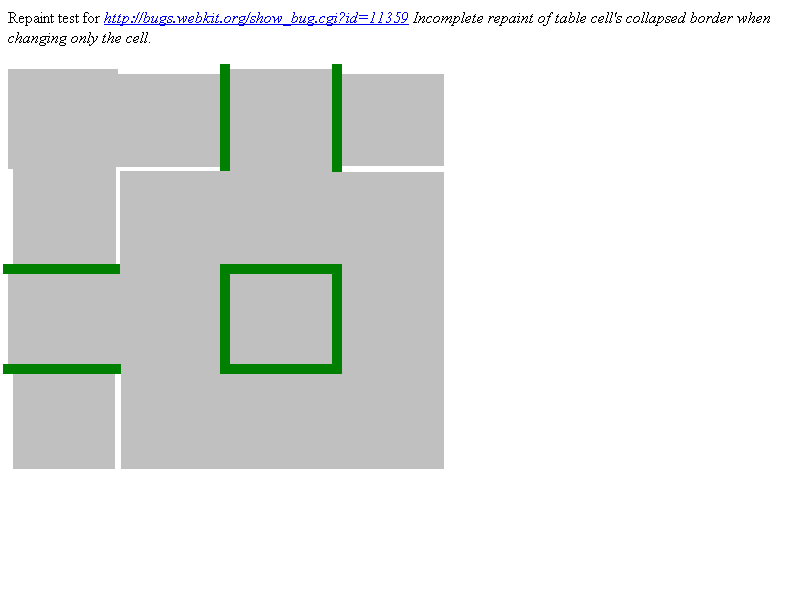 Repaint test for http://bugs.webkit.org/show_bug.cgi?id=11359 Incomplete repaint of table cell's collapsed border when
changing only the cell.